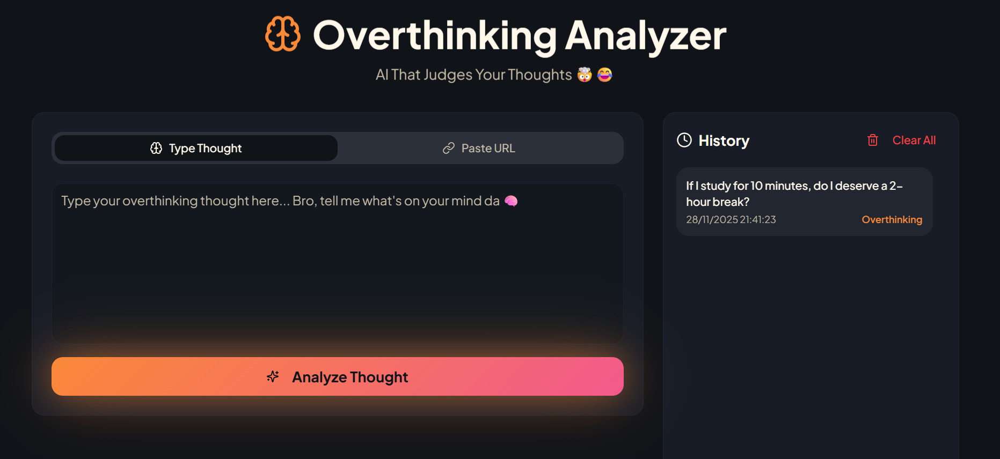 Overthinking Analyzer
AI That Judges Your Thoughts 🤯 😂
Type Thought
Paste URL
Type your overthinking thought here... Bro, tell me what's on your mind da 🧠
Analyze Thought
History
Clear All
If I study for 10 minutes, do I deserve a 2-
hour break?
28/11/2025 21:41:23
Overthinking